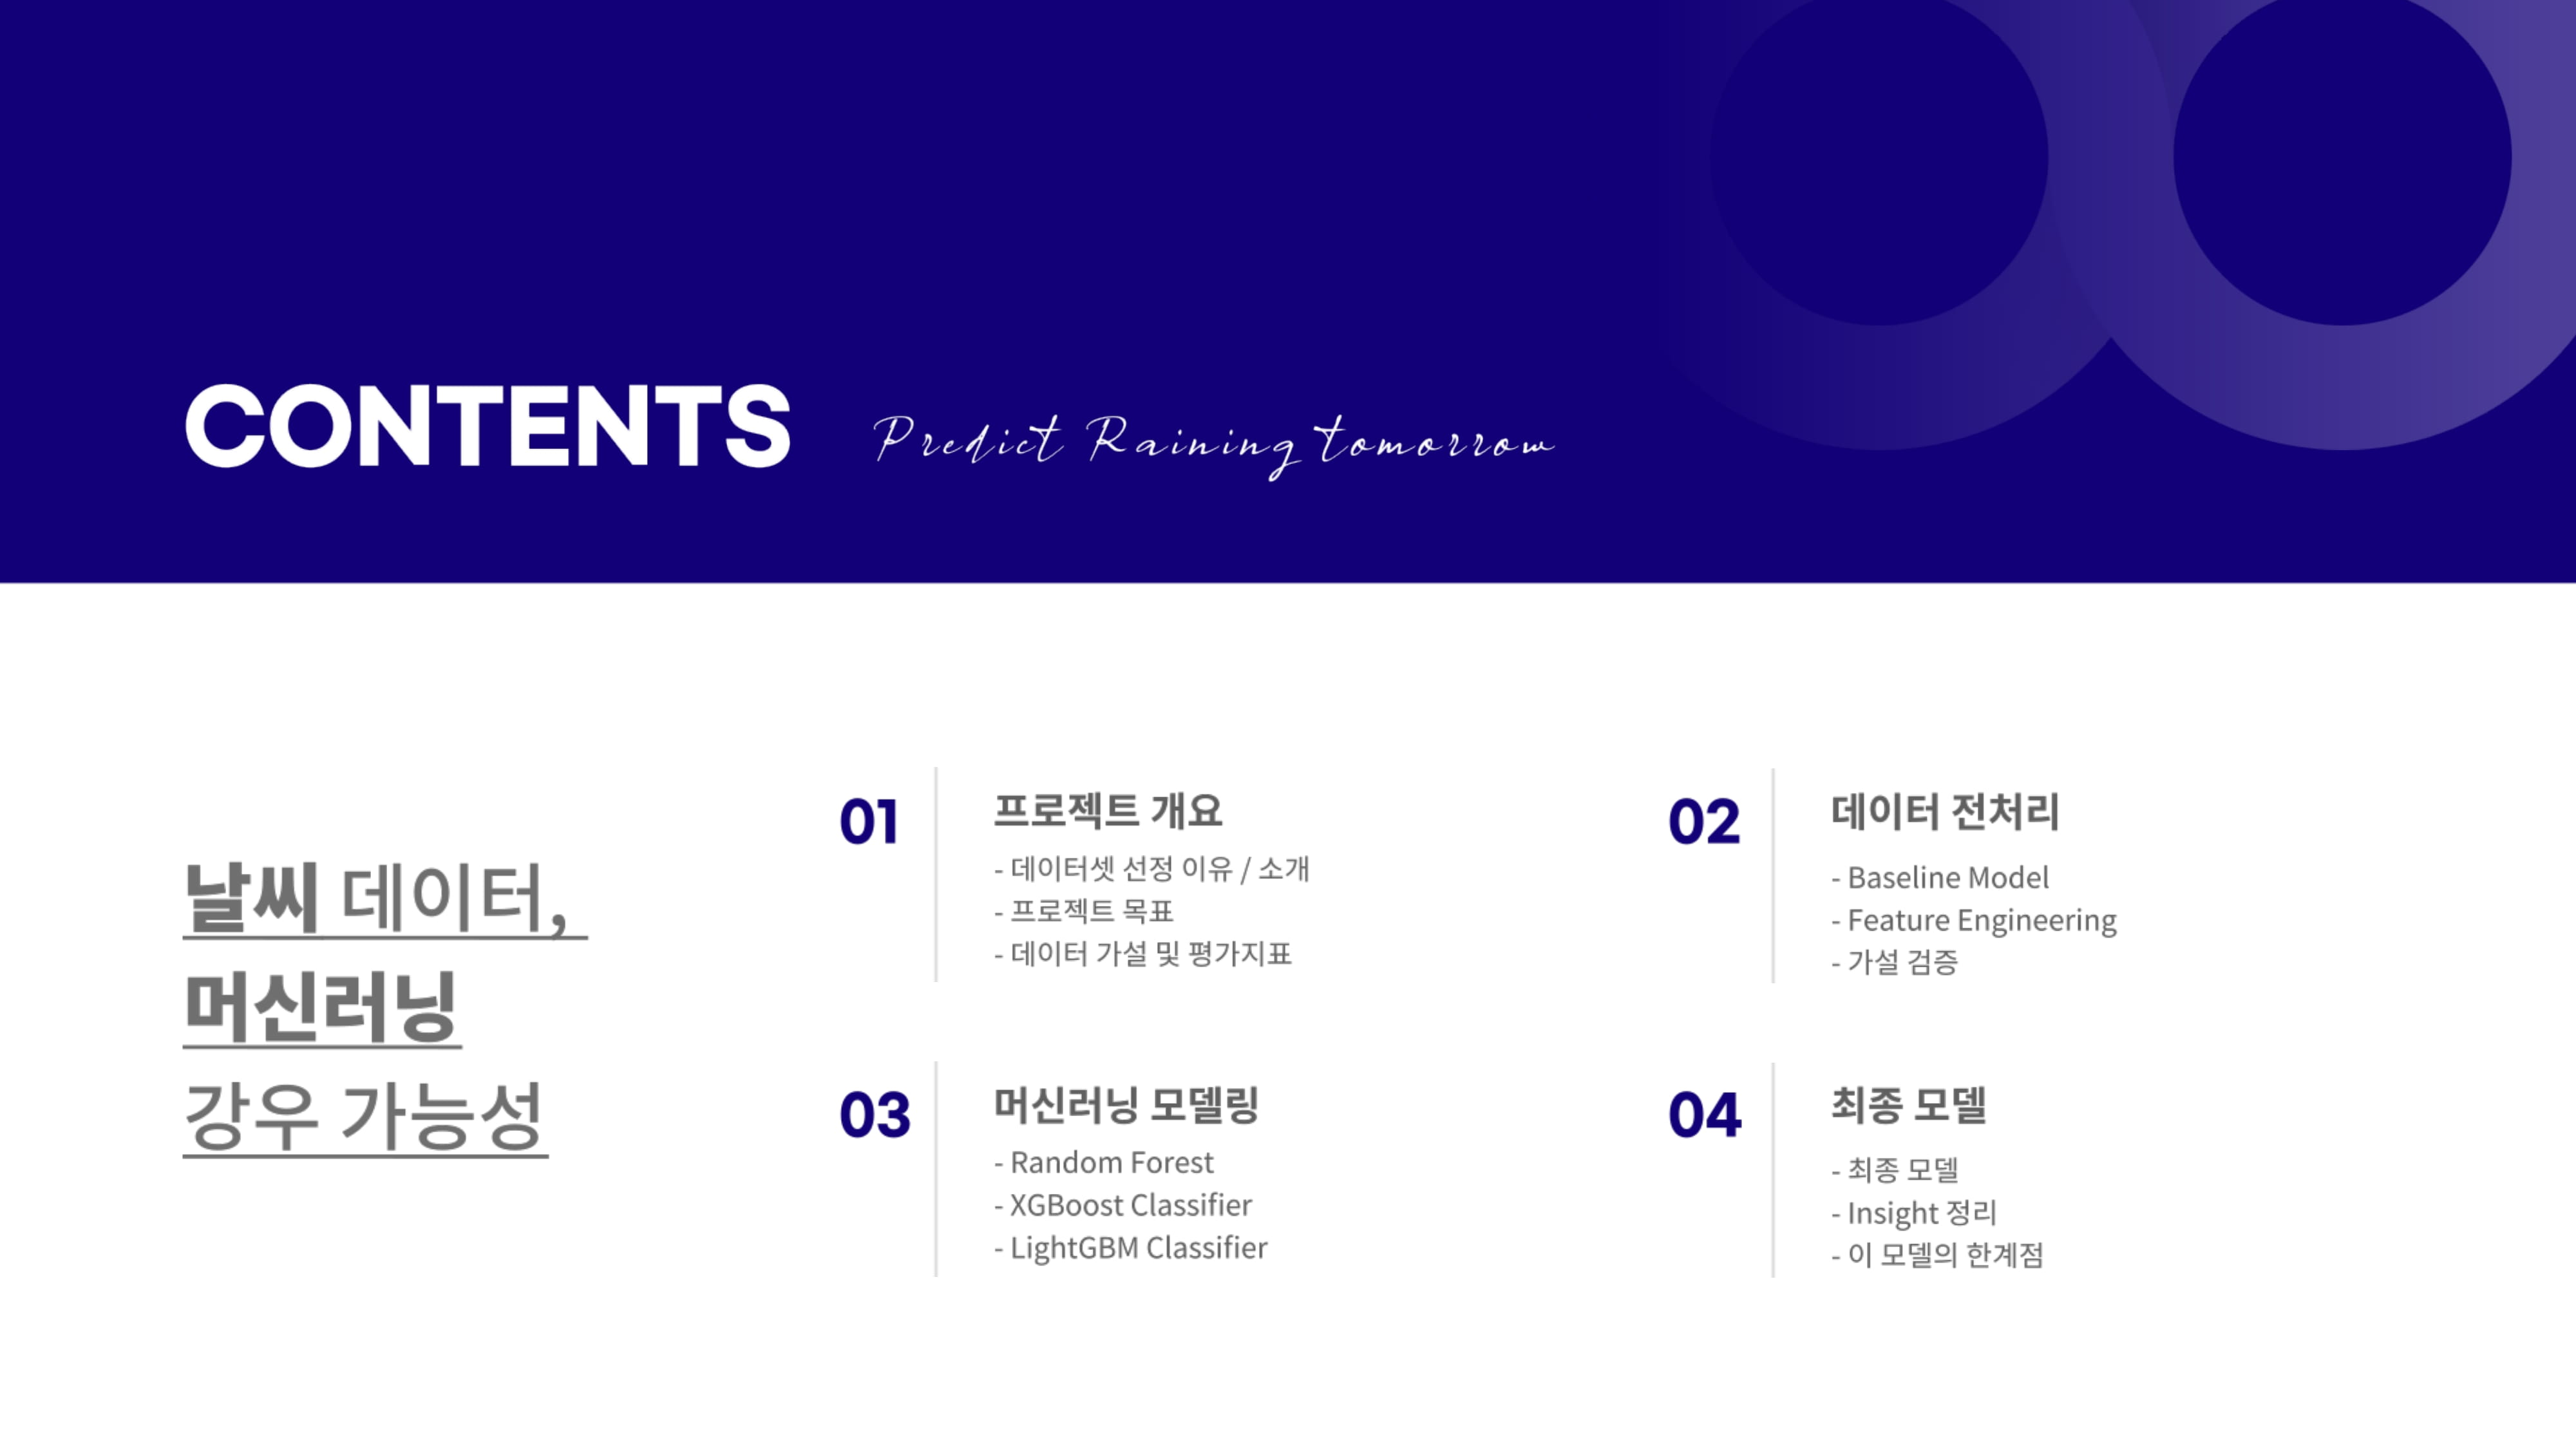 CONTENTS
Predict Raining tomorrow
날씨 데이터,
머신러닝
강우 가능성
01
프로젝트 개요
- 데이터셋 선정 이유 / 소개
- 프로젝트 목표
- 데이터 가설 및 평가지표
02
데이터 전처리
- Baseline Model
- Feature Engineering
- 가설 검증
03
머신러닝 모델링
- Random Forest
- XGBoost Classifier
- LightGBM Classifier
04
최종 모델
- 최종 모델
- Insight 정리
- 이 모델의 한계점